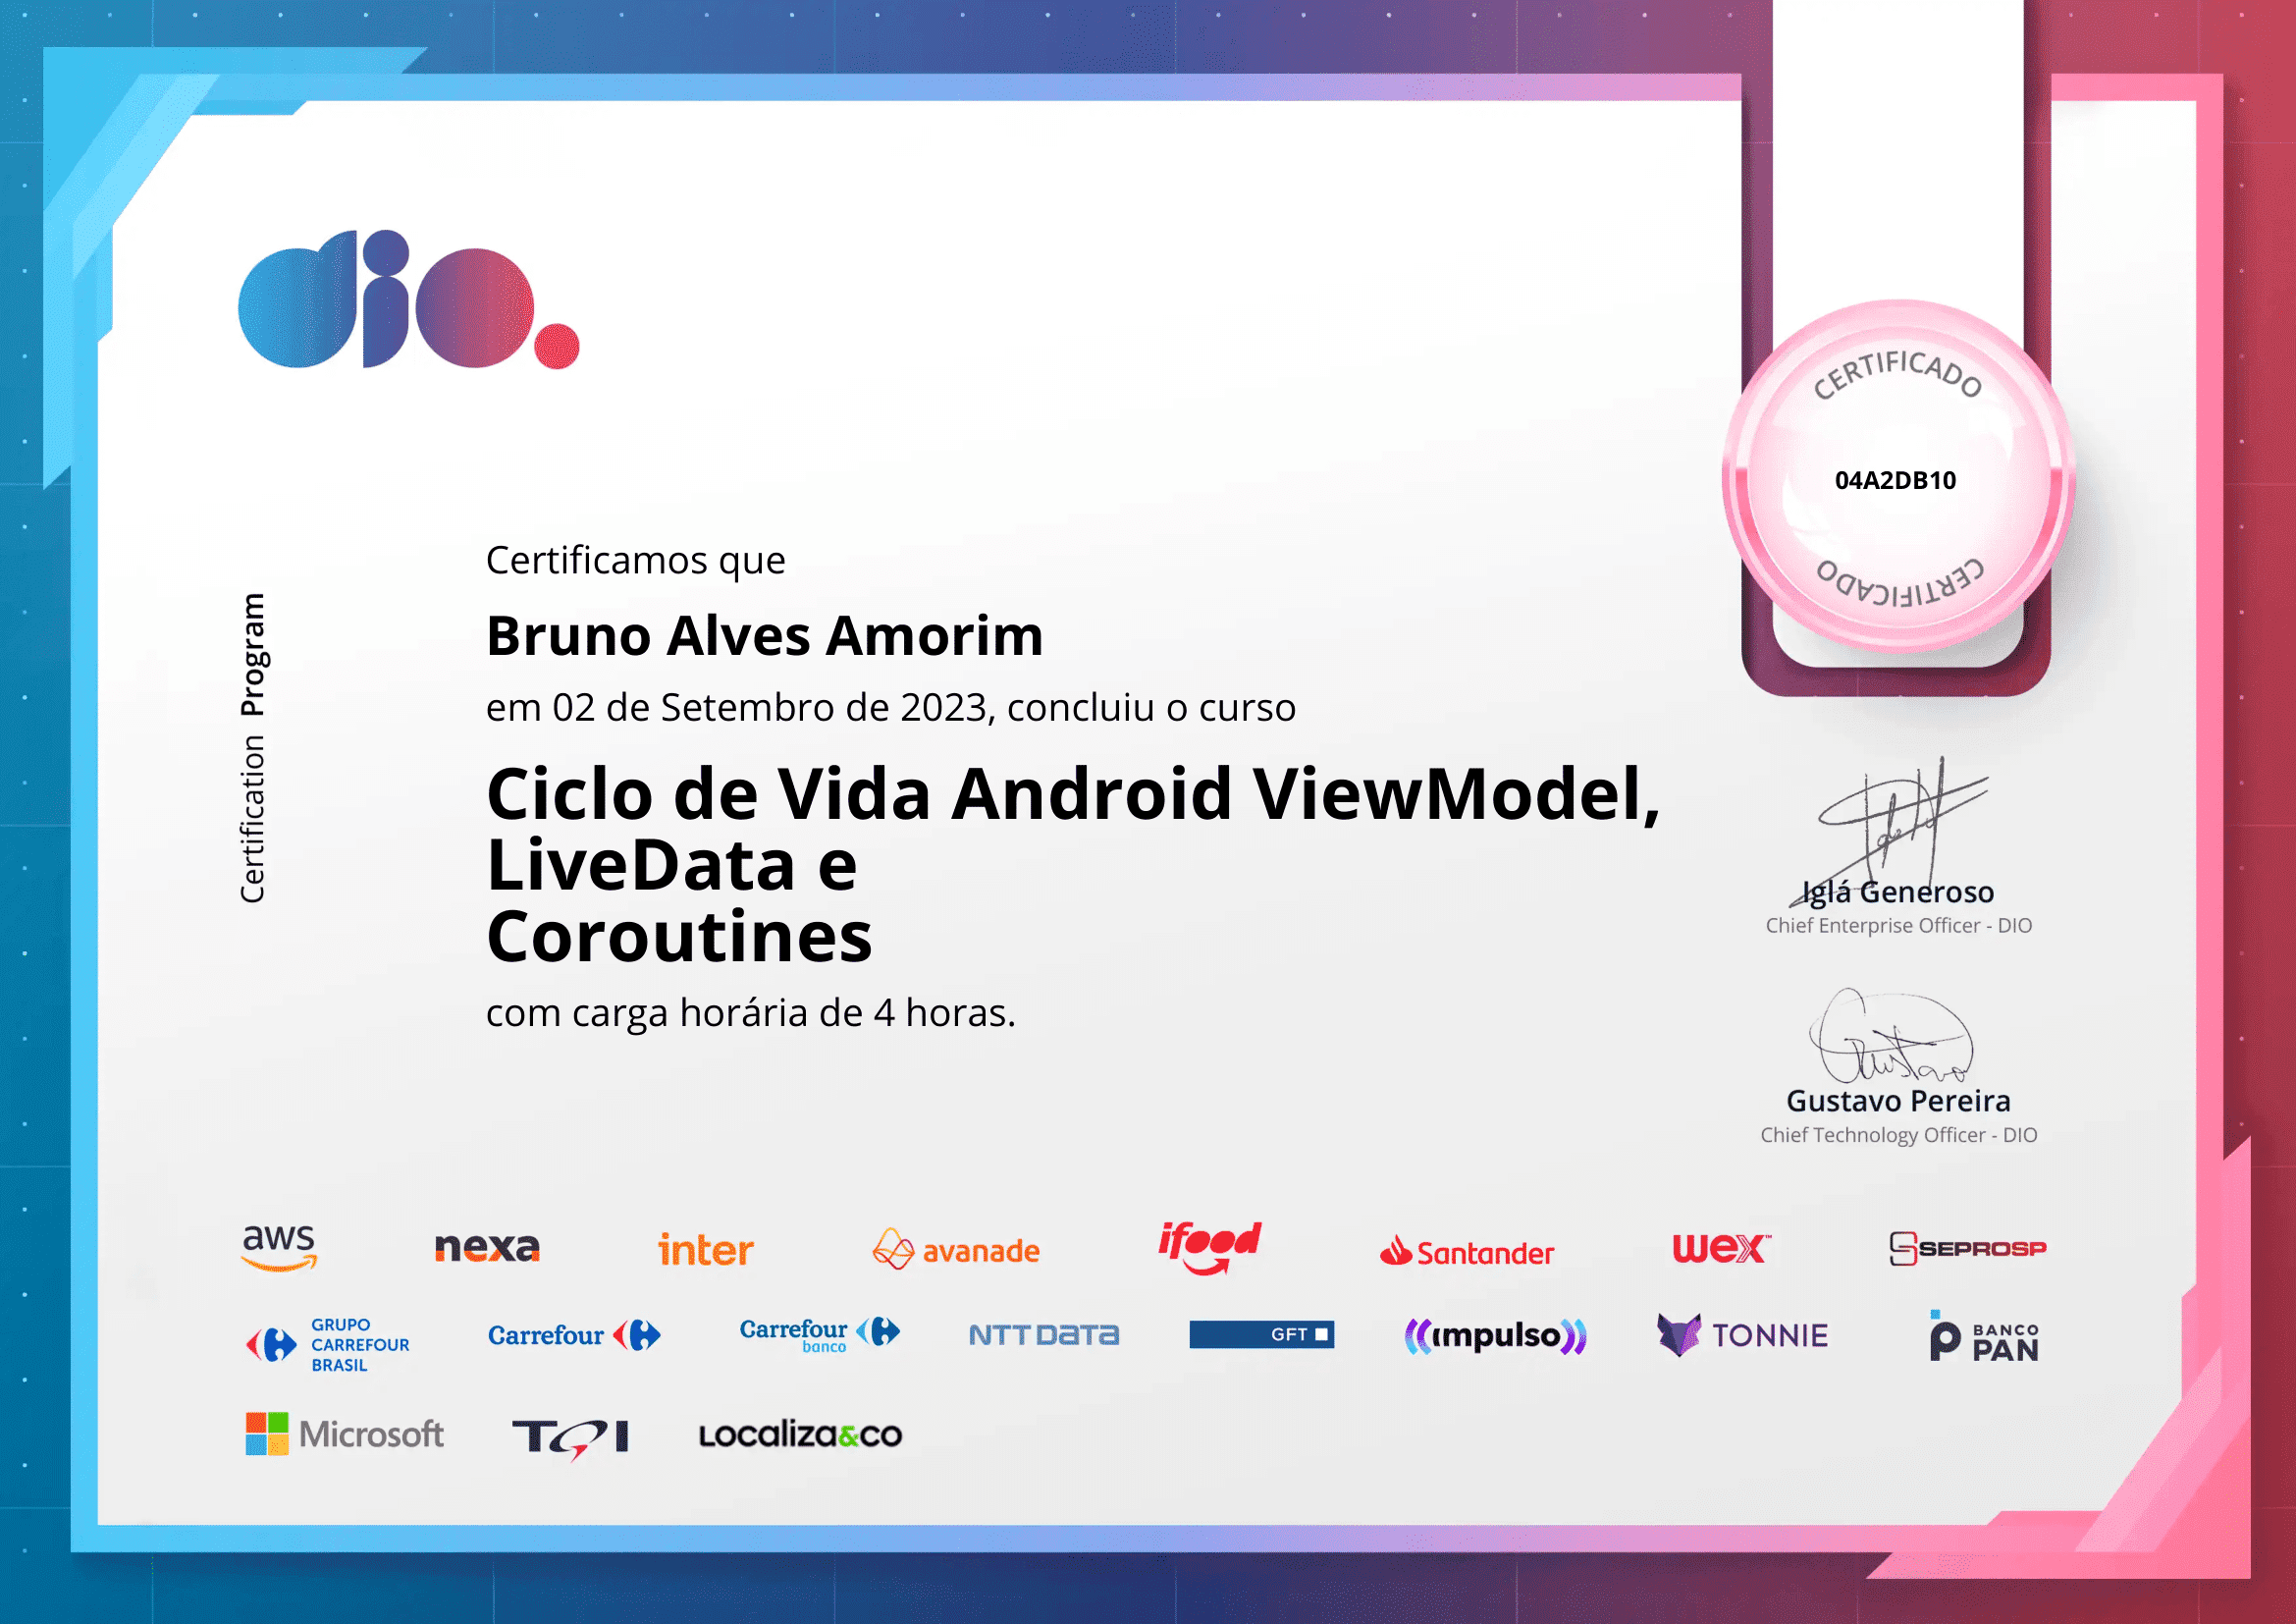 dio.
CERTIFICADO
04A2DB10
CERTIFICADO
Certification Program
Certificamos que
Bruno Alves Amorim
em 02 de Setembro de 2023, concluiu o curso
Ciclo de Vida Android ViewModel,
LiveData e
Coroutines
com carga horária de 4 horas.
Iglá Generoso
Chief Enterprise Officer - DIO
Gustavo
Gustavo Pereira
Chief Technology Officer - DIO
aws nexa inter avanade ifood Santander wex™ SEPROSP
GRUPO
CARREFOUR
BRASIL
Carrefour
Carrefour
banco
NTT DATA
GFT
impulso
TONNIE
BANCO
PAN
Microsoft TQI Localiza&co